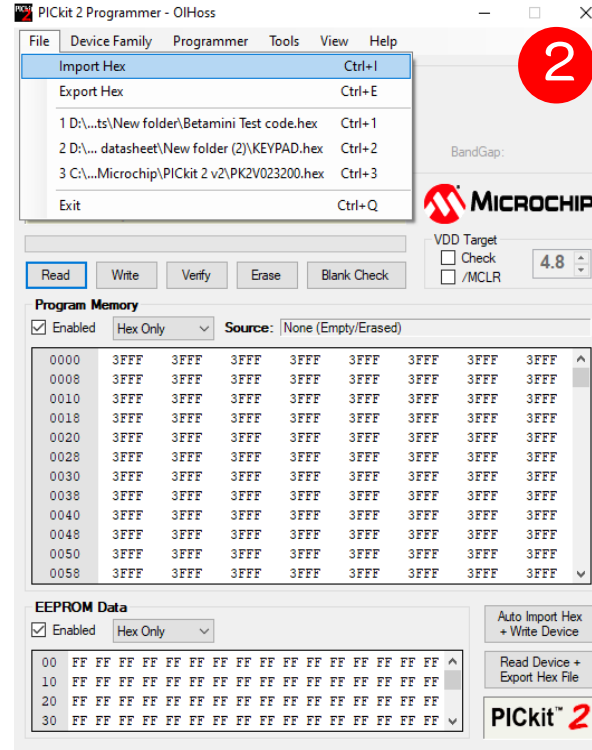 PICkit 2 Programmer - OlHoss
File Device Family Programmer Tools View Help
2
Import Hex Ctrl+I
Export Hex Ctrl+E
1 D:\...ts\New folder\Betamini Test code.hex Ctrl+1
2 D:\... datasheet\New folder (2)\KEYPAD.hex Ctrl+2
BandGap:
3 C:\...Microchip\PICkit 2 v2\PK2V023200.hex Ctrl+3
Exit Ctrl+Q
MICROCHIP
VDD Target
Check
/MCLR
4.8
Read Write Verify Erase Blank Check
Program Memory
Enabled Hex Only Source: None (Empty/Erased)
0000 3FFF 3FFF 3FFF 3FFF 3FFF 3FFF 3FFF 3FFF
0008 3FFF 3FFF 3FFF 3FFF 3FFF 3FFF 3FFF 3FFF
0010 3FFF 3FFF 3FFF 3FFF 3FFF 3FFF 3FFF 3FFF
0018 3FFF 3FFF 3FFF 3FFF 3FFF 3FFF 3FFF 3FFF
0020 3FFF 3FFF 3FFF 3FFF 3FFF 3FFF 3FFF 3FFF
0028 3FFF 3FFF 3FFF 3FFF 3FFF 3FFF 3FFF 3FFF
0030 3FFF 3FFF 3FFF 3FFF 3FFF 3FFF 3FFF 3FFF
0038 3FFF 3FFF 3FFF 3FFF 3FFF 3FFF 3FFF 3FFF
0040 3FFF 3FFF 3FFF 3FFF 3FFF 3FFF 3FFF 3FFF
0048 3FFF 3FFF 3FFF 3FFF 3FFF 3FFF 3FFF 3FFF
0050 3FFF 3FFF 3FFF 3FFF 3FFF 3FFF 3FFF 3FFF
0058 3FFF 3FFF 3FFF 3FFF 3FFF 3FFF 3FFF 3FFF
EEPROM Data
Enabled Hex Only
00 FF FF FF FF FF FF FF FF FF FF FF FF FF FF FF FF
10 FF FF FF FF FF FF FF FF FF FF FF FF FF FF FF FF
20 FF FF FF FF FF FF FF FF FF FF FF FF FF FF FF FF
30 FF FF FF FF FF FF FF FF FF FF FF FF FF FF FF FF
Auto Import Hex
+ Write Device
Read Device +
Export Hex File
PICkit™ 2